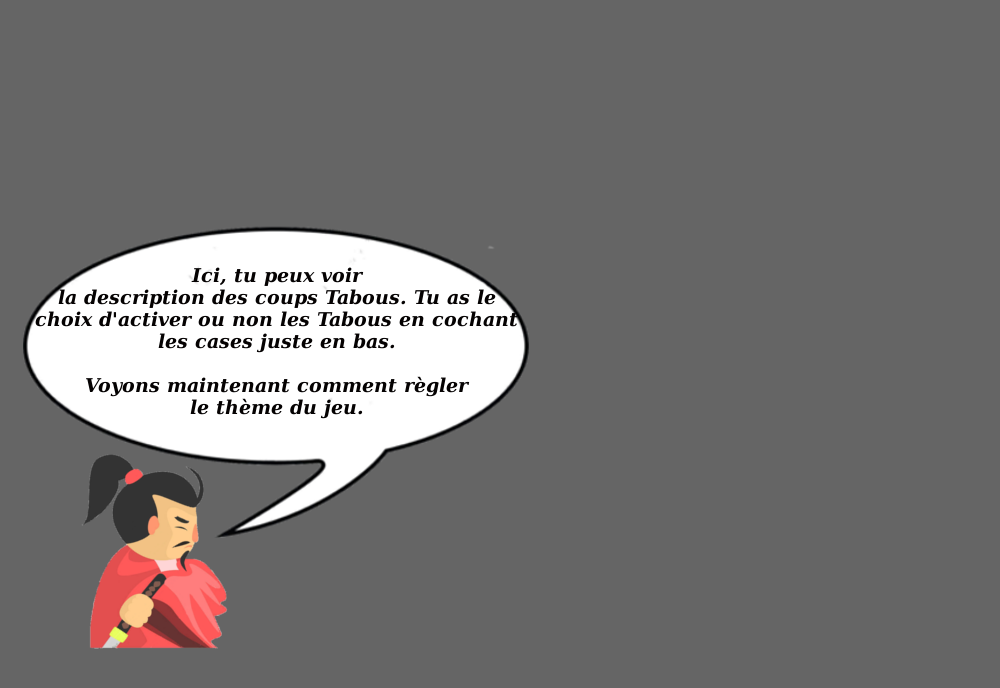 Ici, tu peux voir
la description des coups Tabous. Tu as le
choix d'activer ou non les Tabous en cochant
les cases juste en bas.
Voyons maintenant comment règler
le thème du jeu.